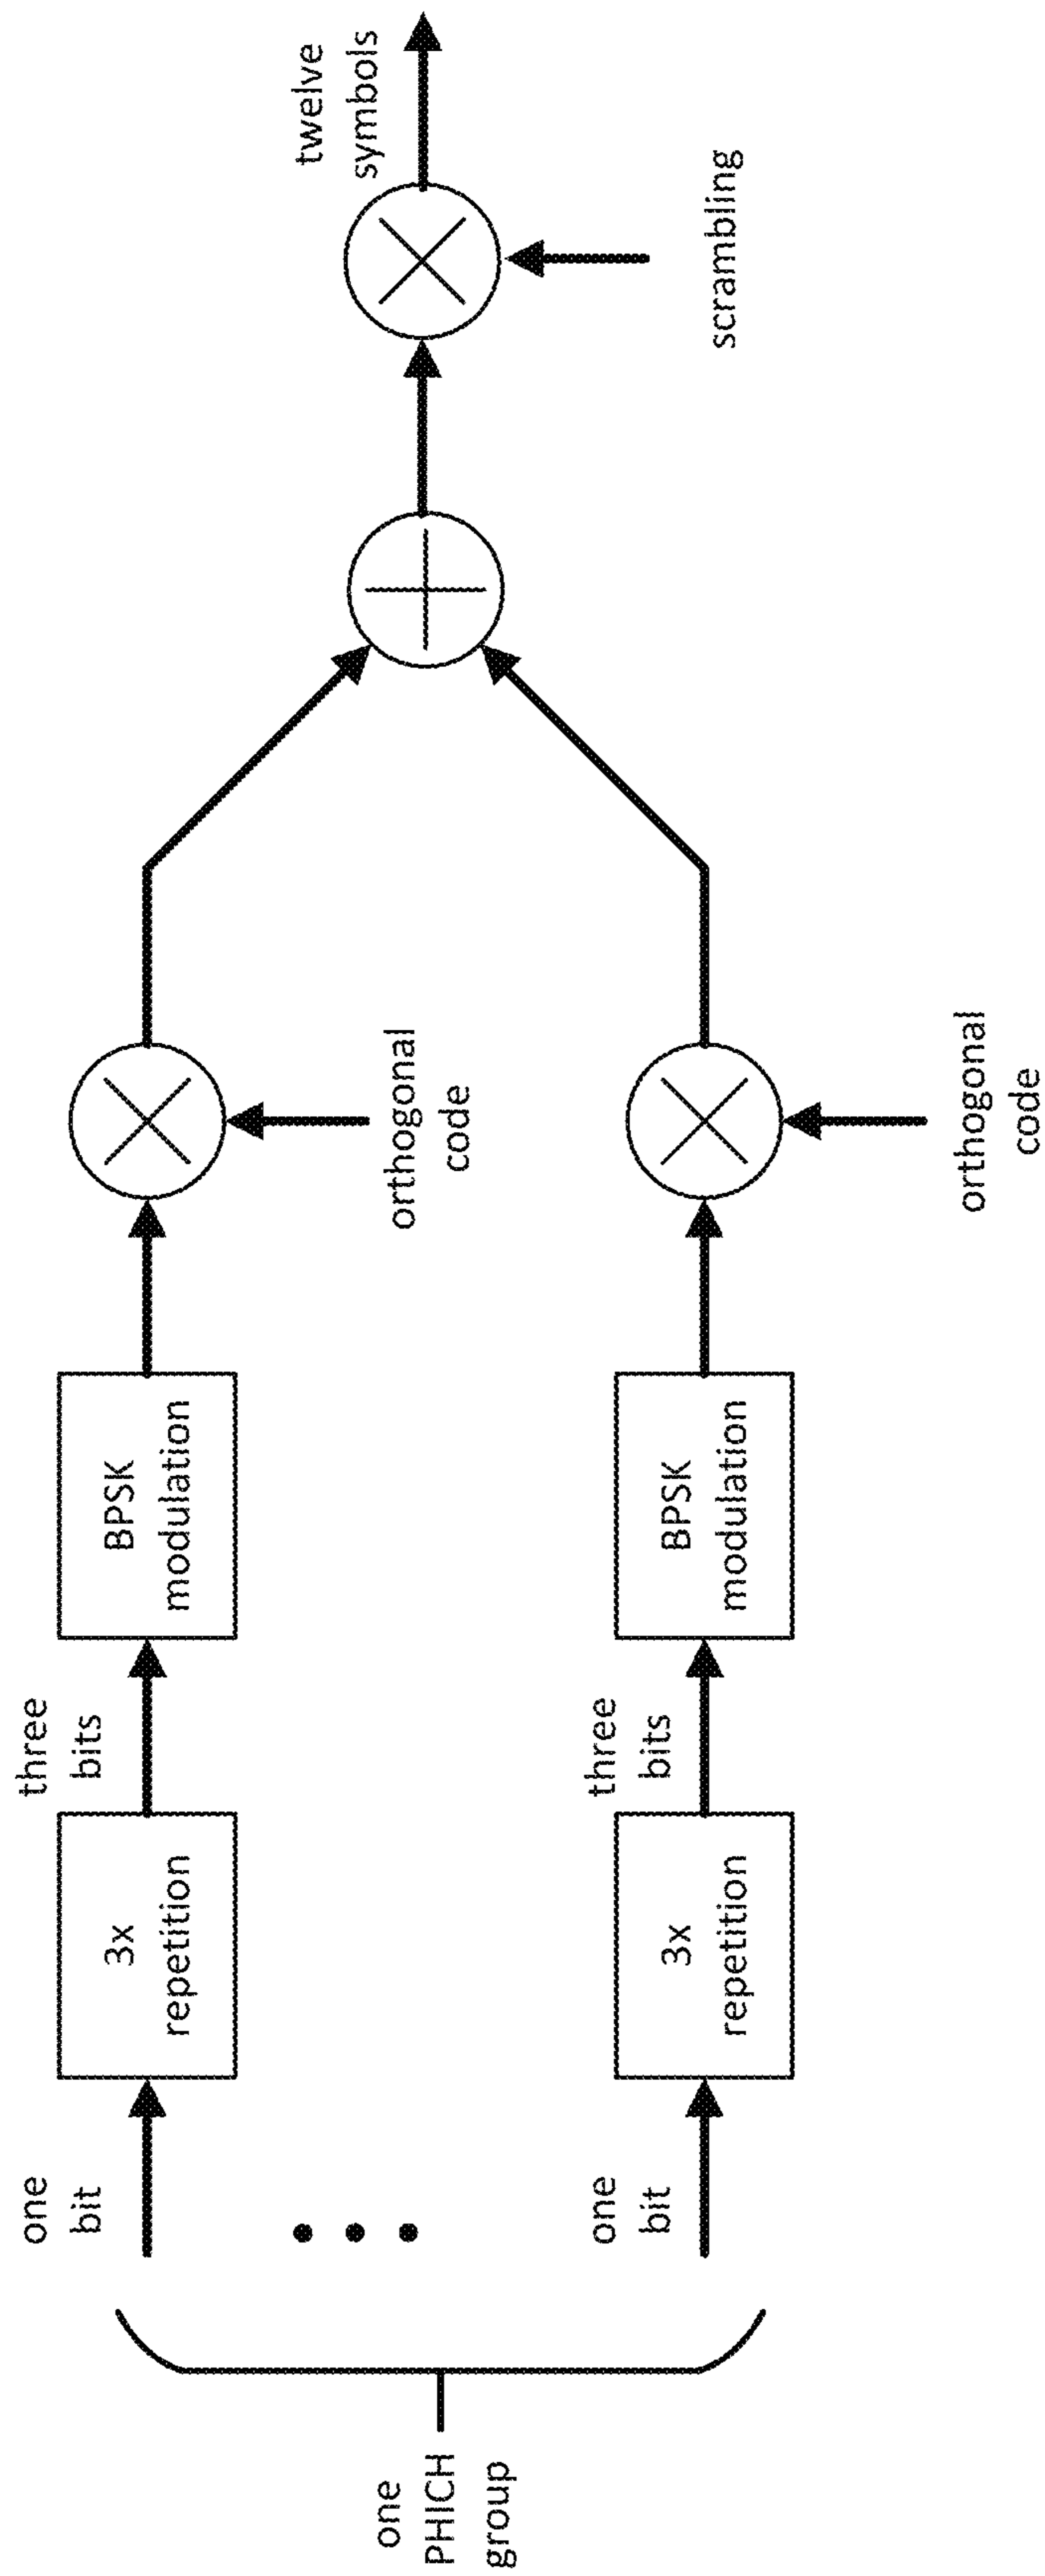 one
PHICH
group
one
bit
3x
repetition
three
bits
BPSK
modulation
orthogonal
code
one
bit
3x
repetition
three
bits
BPSK
modulation
orthogonal
code
scrambling
twelve
symbols